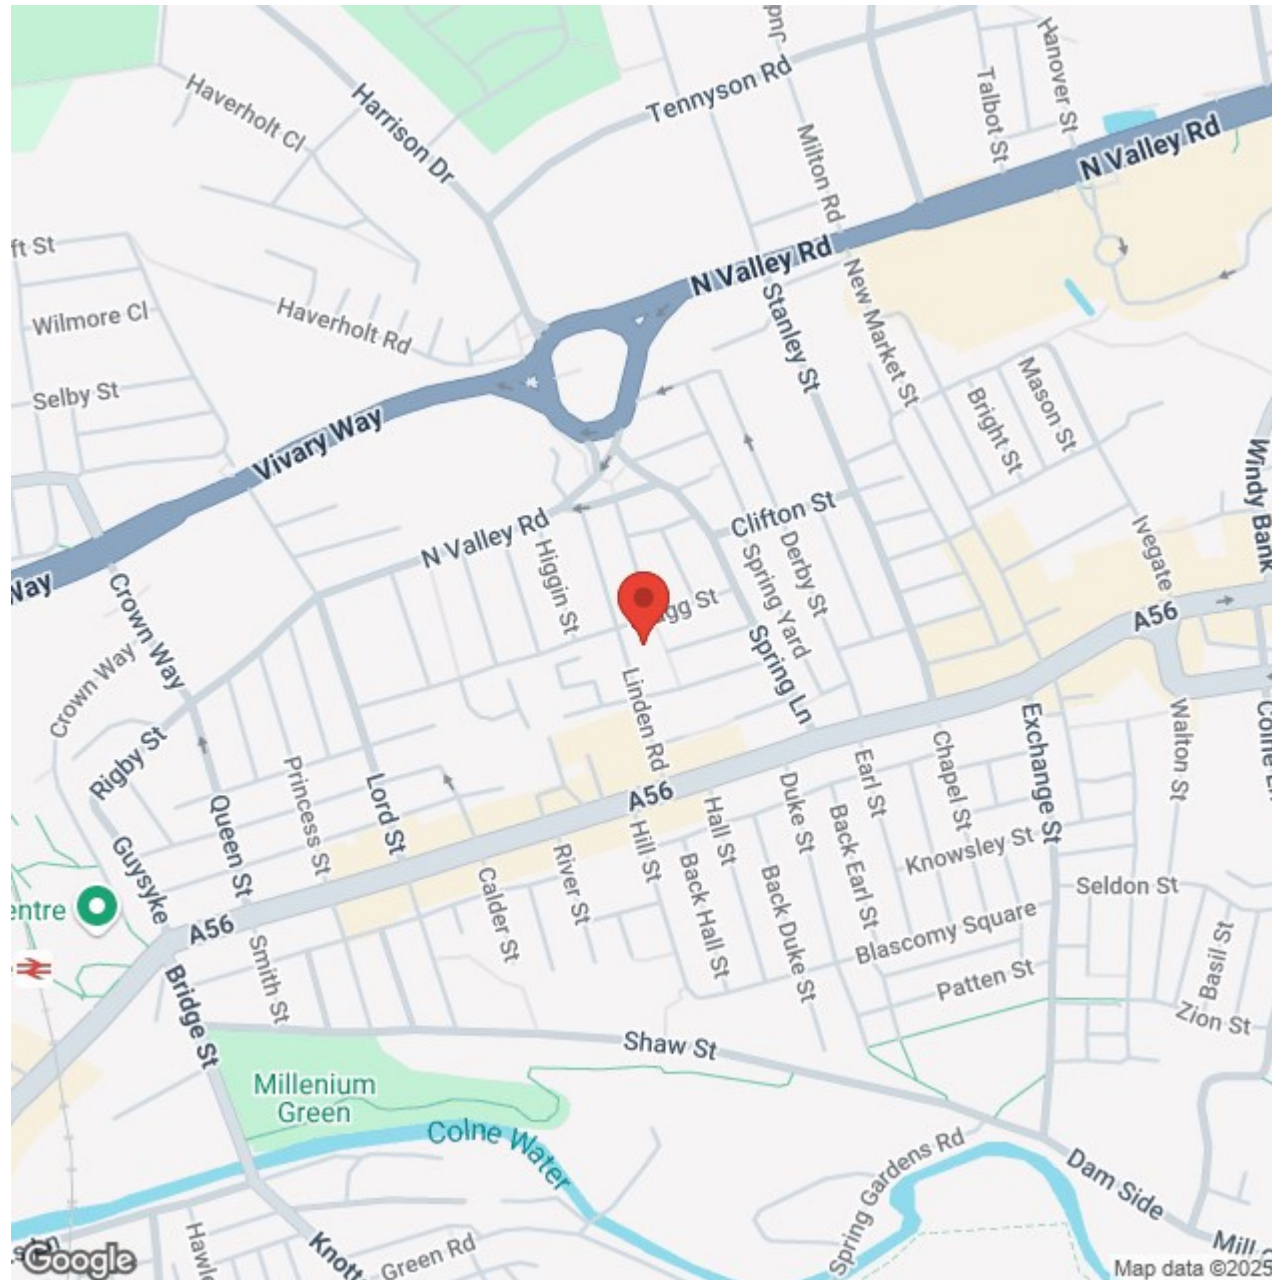 Haverholt Cl
Harrison Dr
Tennyson Rd
Milton Rd
Talbot St
Hanover St
N Valley Rd
ft St
Wilmore Cl
Haverholt Rd
N Valley Rd
Stanley St
New Market St
Selby St
Vivary Way
Mason St
Bright St
Windy Bank
Way
N Valley Rd
Higgin St
Clifton St
Derby St
Spring Yard
Ivegate
A56
Crown Way
Crown Way
agg St
Spring Ln
Linden Rd
Rigby St
Queen St
Princess St
Lord St
A56
Exchange St
Walton St
Chapel St
Earl St
Duke St
Hall St
Hill St
River St
Calder St
Back Hall St
Back Duke St
Back Earl St
Knowsley St
Seldon St
Blascomy Square
Patten St
Basil St
Zion St
Guysyke
entre
A56
Smith St
Bridge St
Shaw St
Millenium
Green
Colne Water
Spring Gardens Rd
Dam Side
Green Rd
Google
Map data ©2025